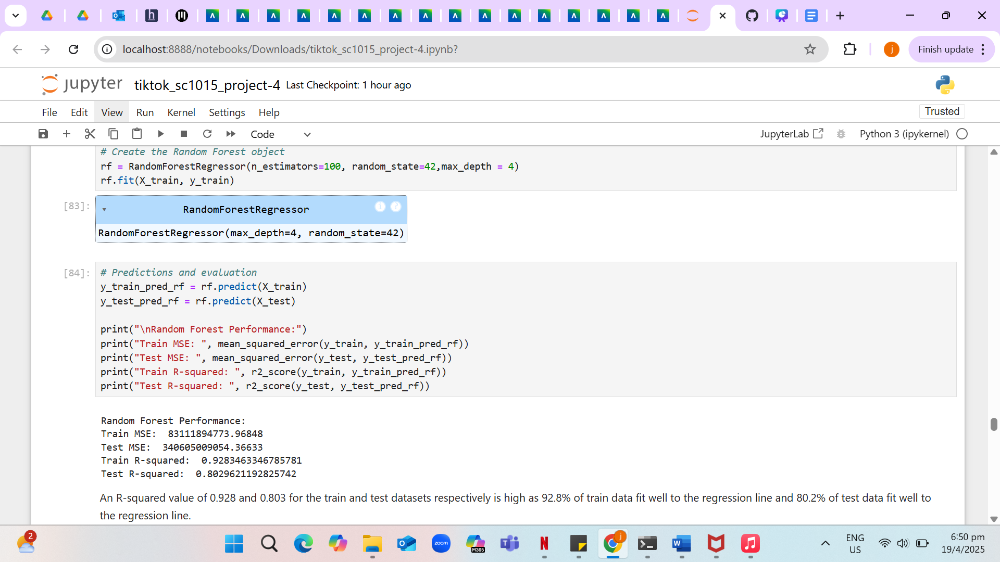 localhost:8888/notebooks/Downloads/tiktok_sc1015_project-4.ipynb?
j
Finish update
jupyter tiktok_sc1015_project-4 Last Checkpoint: 1 hour ago
File Edit View Run Kernel Settings Help
Trusted
Code
JupyterLab
Python 3 (ipykernel)
# Create the Random Forest object
rf = RandomForestRegressor(n_estimators=100, random_state=42,max_depth = 4)
rf.fit(X_train, y_train)
[83]:
RandomForestRegressor
i ?
RandomForestRegressor(max_depth=4, random_state=42)
[84]:
# Predictions and evaluation
y_train_pred_rf = rf.predict(X_train)
y_test_pred_rf = rf.predict(X_test)
print("\nRandom Forest Performance:")
print("Train MSE: ", mean_squared_error(y_train, y_train_pred_rf))
print("Test MSE: ", mean_squared_error(y_test, y_test_pred_rf))
print("Train R-squared: ", r2_score(y_train, y_train_pred_rf))
print("Test R-squared: ", r2_score(y_test, y_test_pred_rf))
Random Forest Performance:
Train MSE:  83111894773.96848
Test MSE:  340605009054.36633
Train R-squared:  0.9283463346785781
Test R-squared:  0.8029621192825742
An R-squared value of 0.928 and 0.803 for the train and test datasets respectively is high as 92.8% of train data fit well to the regression line and 80.2% of test data fit well to
the regression line.
2
zoom
M365
j
ENG
US
6:50 pm
19/4/2025